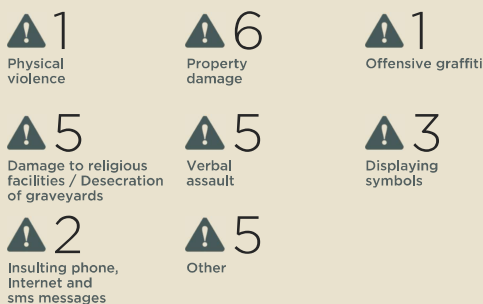 1
Physical
violence
6
Property
damage
1
Offensive graffiti
5
Damage to religious
facilities / Desecration
of graveyards
5
Verbal
assault
3
Displaying
symbols
2
Insulting phone,
Internet and
sms messages
5
Other